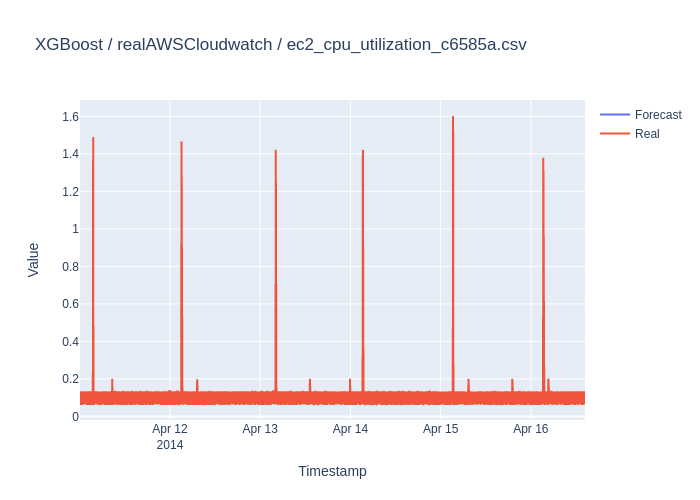 XGBoost / realAWSCloudwatch / ec2_cpu_utilization_c6585a.csv
Forecast
Real
1.6
1.4
1.2
1
0.8
0.6
0.4
0.2
0
Value
Apr 12
2014
Apr 13
Apr 14
Apr 15
Apr 16
Timestamp